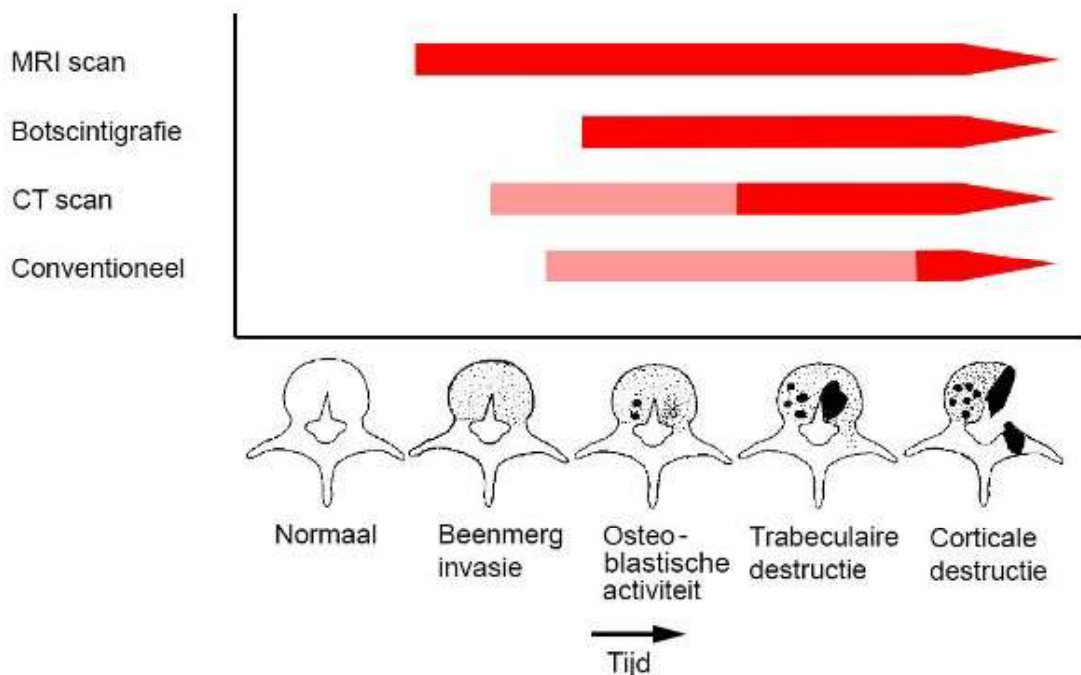 MRI scan
Botscintigrafie
CT scan
Conventioneel
Normaal
Beenmerg
invasie
Osteo-
blastische
activiteit
Trabeculaire
destructie
Corticale
destructie
Tijd